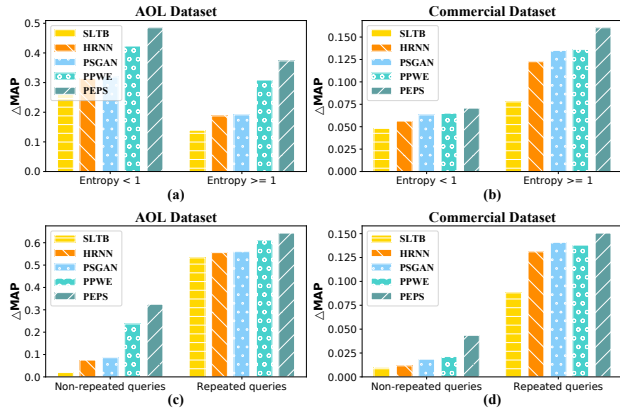 AOL Dataset
△MAP
0.5
0.4
0.3
0.2
0.1
0.0
SLTB
HRNN
PSGAN
PPWE
PEPS
Entropy < 1
Entropy >= 1
(a)
Commercial Dataset
△MAP
0.150
0.125
0.100
0.075
0.050
0.025
0.000
SLTB
HRNN
PSGAN
PPWE
PEPS
Entropy < 1
Entropy >= 1
(b)
AOL Dataset
△MAP
0.6
0.5
0.4
0.3
0.2
0.1
0.0
SLTB
HRNN
PSGAN
PPWE
PEPS
Non-repeated queries
Repeated queries
(c)
Commercial Dataset
△MAP
0.150
0.125
0.100
0.075
0.050
0.025
0.000
SLTB
HRNN
PSGAN
PPWE
PEPS
Non-repeated queries
Repeated queries
(d)